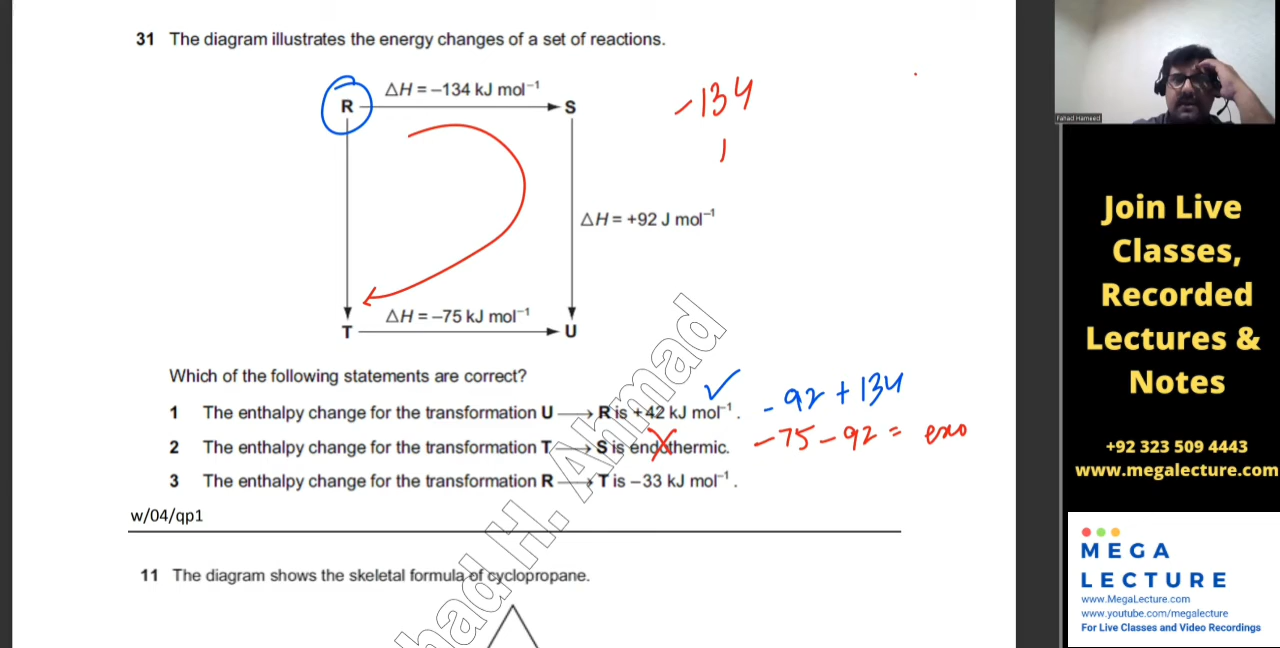 31 The diagram illustrates the energy changes of a set of reactions.
ΔH = –134 kJ mol⁻¹
R
S
-134
Fahad Hameed
ΔH = +92 J mol⁻¹
ΔH = –75 kJ mol⁻¹
T
U
Which of the following statements are correct?
1 The enthalpy change for the transformation U → R is +42 kJ mol⁻¹. ✓ - 92 + 134
2 The enthalpy change for the transformation T → S is endothermic. -75 - 92 = exo
3 The enthalpy change for the transformation R → T is –33 kJ mol⁻¹.
w/04/qp1
11 The diagram shows the skeletal formula of cyclopropane.
had H. Ahmad
Join Live
Classes,
Recorded
Lectures &
Notes
+92 323 509 4443
www.megalecture.com
MEGA
LECTURE
www.MegaLecture.com
www.youtube.com/megalecture
For Live Classes and Video Recordings